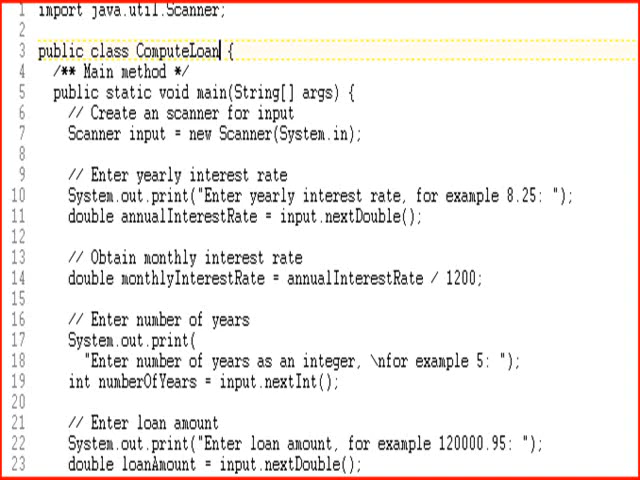 1 import java.util.Scanner;
2
3 public class ComputeLoan {
4 /** Main method */
5 public static void main(String[] args) {
6 // Create an scanner for input
7 Scanner input = new Scanner(System.in);
8
9 // Enter yearly interest rate
10 System.out.print("Enter yearly interest rate, for example 8.25: ");
11 double annualInterestRate = input.nextDouble();
12
13 // Obtain monthly interest rate
14 double monthlyInterestRate = annualInterestRate / 1200;
15
16 // Enter number of years
17 System.out.print(
18 "Enter number of years as an integer, \nfor example 5: ");
19 int numberOfYears = input.nextInt();
20
21 // Enter loan amount
22 System.out.print("Enter loan amount, for example 120000.95: ");
23 double loanAmount = input.nextDouble();